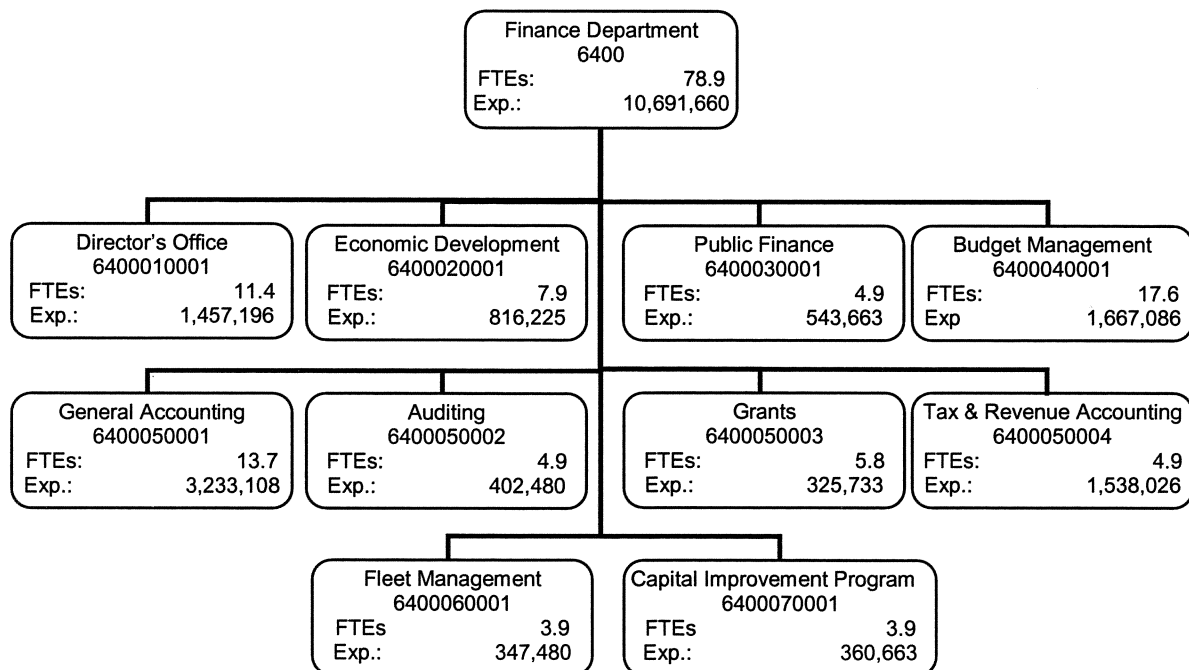 Finance Department
6400
FTEs: 78.9
Exp.: 10,691,660
Director's Office
6400010001
FTEs: 11.4
Exp.: 1,457,196
Economic Development
6400020001
FTEs: 7.9
Exp.: 816,225
Public Finance
6400030001
FTEs: 4.9
Exp.: 543,663
Budget Management
6400040001
FTEs: 17.6
Exp 1,667,086
General Accounting
6400050001
FTEs: 13.7
Exp.: 3,233,108
Auditing
6400050002
FTEs: 4.9
Exp.: 402,480
Grants
6400050003
FTEs: 5.8
Exp.: 325,733
Tax & Revenue Accounting
6400050004
FTEs: 4.9
Exp.: 1,538,026
Fleet Management
6400060001
FTEs 3.9
Exp.: 347,480
Capital Improvement Program
6400070001
FTEs 3.9
Exp.: 360,663